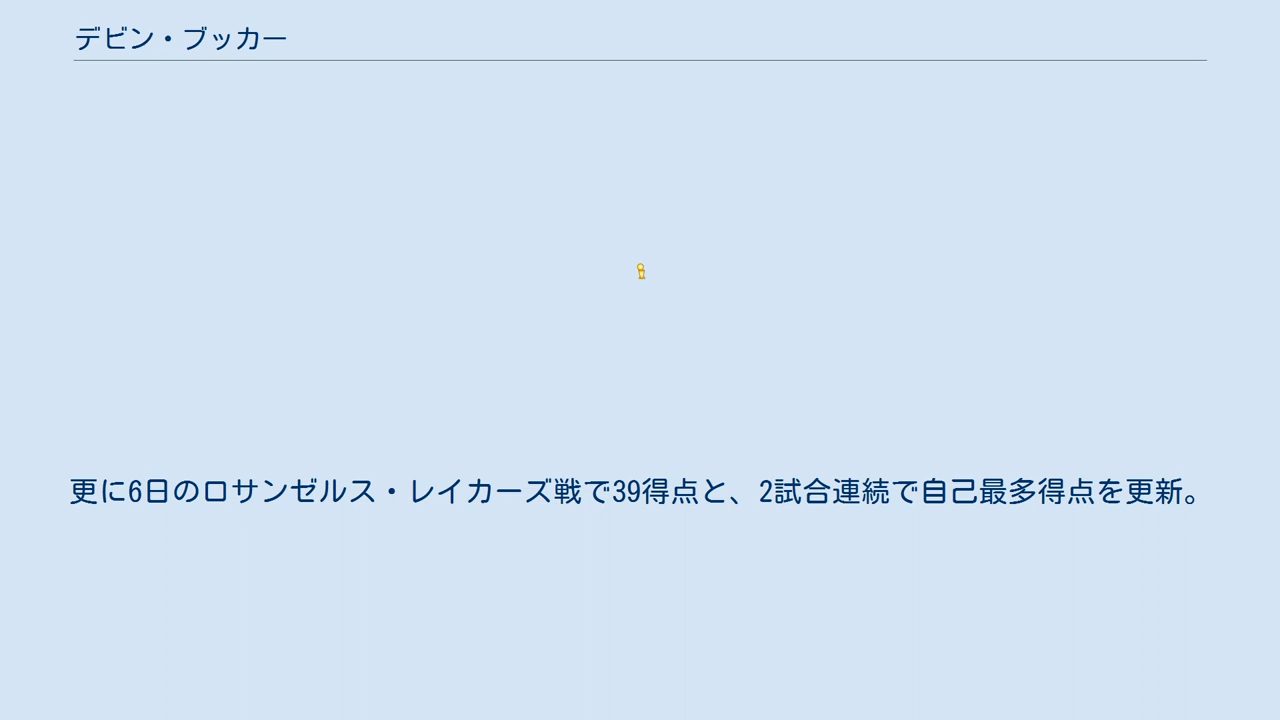 デビン・ブッカー
更に6日のロサンゼルス・レイカーズ戦で39得点と、2試合連続で自己最多得点を更新。